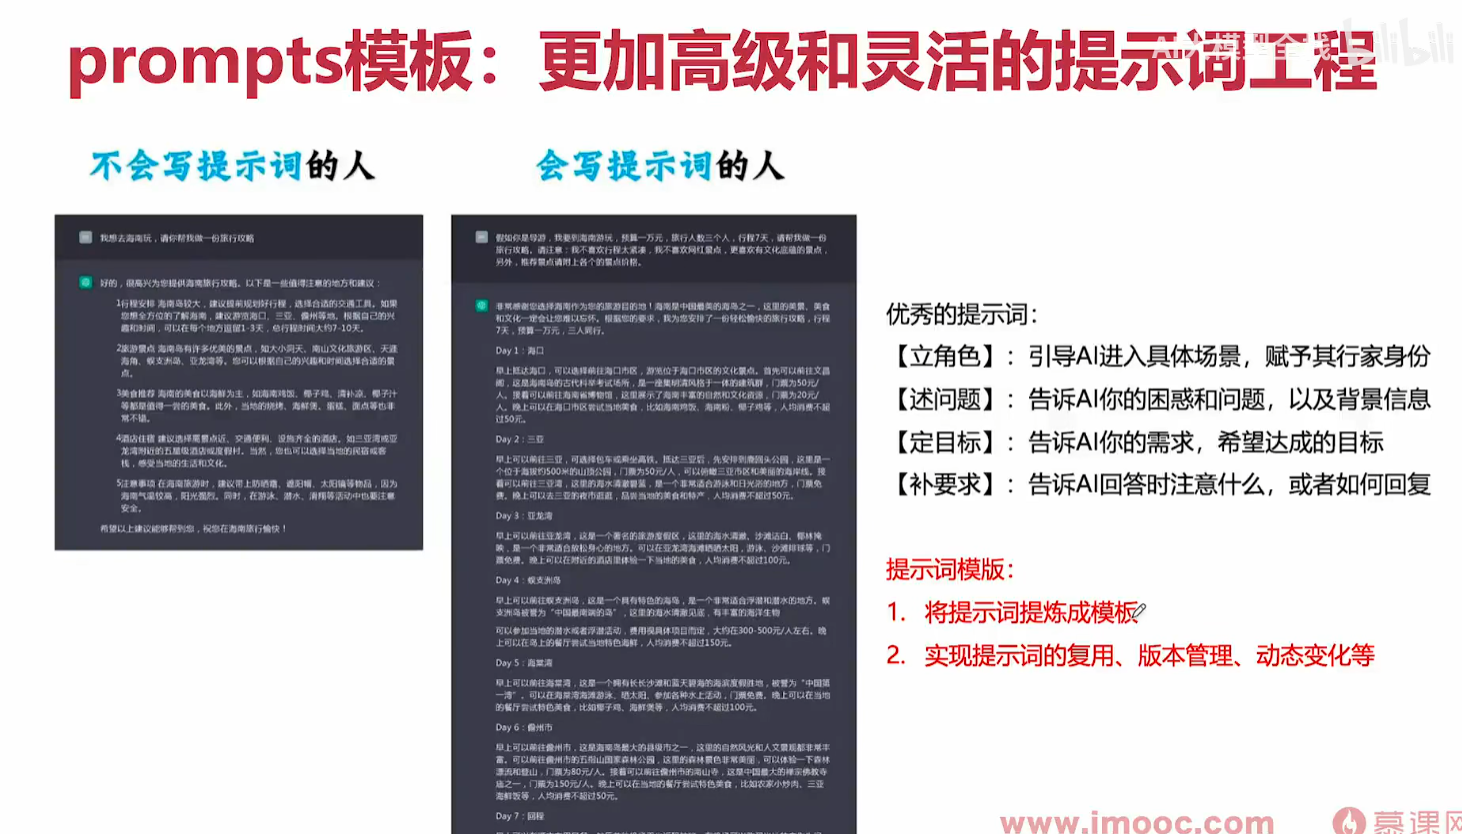 prompts模板：更加高级和灵活的提示词工程
bilibili
不会写提示词的人
会写提示词的人
我想去海南玩，请你帮我做一份旅行攻略
好的，很高兴为您提供海南旅行攻略。以下是一些值得注意的地方和建议：
1行程安排 海南岛较大，建议提前规划好行程，选择合适的交通工具。如果
您想全方位的了解海南，建议游览海口、三亚、儋州等地。根据自己的兴
趣和时间，可以在每个地方逗留1-3天，总行程时间大约7-10天。
2旅游景点 海南岛有许多优美的景点，如大小洞天、南山文化旅游区、天涯
海角、蜈支洲岛、亚龙湾等。您可以根据自己的兴趣和时间选择合适的景
点。
3美食推荐 海南的美食以海鲜为主，如海南鸡饭、椰子鸡、清补凉、椰子汁
等都是值得一尝的美食。此外，当地的烧烤、海鲜煲、蛋糕、面点等也非
常不错。
4酒店住宿 建议选择离景点近、交通便利、设施齐全的酒店。如三亚湾或亚
龙湾附近的五星级酒店或度假村。当然，您也可以选择当地的民宿或客
栈，感受当地的生活和文化。
5注意事项 在海南旅游时，建议带上防晒霜、遮阳帽、太阳镜等物品，因为
海南气温较高，阳光强烈。同时，在游泳、潜水、浦翔等活动中也要注意
安全。
希望以上建议能够帮到您，祝您在海南旅行愉快！
假如你是导游，我要到海南游玩，预算一万元，旅行人数三个人，行程7天，请帮我做一份
旅行攻略。请注意：我不喜欢行程太紧凑，我不喜欢网红景点，更喜欢有文化底蕴的景点，
另外，推荐景点请附上各个的景点价格。
非常感谢您选择海南作为您的旅游目的地！海南是中国最美的海岛之一，这里的美景、美食
和文化一定会让您难以忘怀。根据您的要求，我为您安排了一份轻松愉快的旅行攻略，行程
7天，预算一万元，三人同行。
Day 1：海口
早上抵达海口，可以选择前往海口市区，游览位于海口市区的文化景点。首先可以前往文昌
阁，这是海南岛的古代科举考试场所，是一座集明清风格于一体的建筑群，门票为50元/
人。接着可以前往海南省博物馆，这里展示了海南丰富的自然和文化资源，门票为20元/
人。晚上可以在海口市区尝试当地美食，比如海南鸡饭、海南粉、椰子鸡等，人均消费不超
过50元。
Day 2：三亚
早上可以前往三亚，可选择包车或乘坐高铁。抵达三亚后，先安排到鹿回头公园，这里是一
个位于海拔约500米的山顶公园，门票为50元/人，可以俯瞰三亚市区和美丽的海岸线。接
着可以前往三亚湾，这里的海水清澈碧蓝，是一个非常适合游泳和日光浴的地方，门票免
费。晚上可以去三亚的夜市逛逛，品尝当地的美食和特产，人均消费不超过50元。
Day 3：亚龙湾
早上可以前往亚龙湾，这是一个著名的旅游度假区，这里的海水清澈、沙滩洁白、椰林掩
映，是一个非常适合放松身心的地方。可以在亚龙湾海滩晒晒太阳，游泳、沙滩排球等，门
票免费。晚上可以在附近的酒店里体验一下当地的美食，人均消费不超过100元。
Day 4：蜈支洲岛
早上可以前往蜈支洲岛，这是一个具有特色的海岛，是一个非常适合浮潜和潜水的地方。蜈
支洲岛被誉为“中国最南端的岛”，这里的海水清澈见底，有丰富的海洋生物
可以参加当地的潜水或者浮潜活动，费用视具体项目而定，大约在300-500元/人左右。晚
上可以在岛上的餐厅尝试当地特色海鲜，人均消费不超过150元。
Day 5：海棠湾
早上可以前往海棠湾，这是一个拥有长长沙滩和蓝天碧海的海滨度假胜地，被誉为“中国第
一湾”。可以在海棠湾海滩游泳、晒太阳、参加各种水上活动，门票免费。晚上可以在当地
的餐厅尝试特色美食，比如椰子鸡、海鲜煲等，人均消费不超过100元。
Day 6：儋州市
早上可以前往儋州市，这是海南岛最大的县级市之一，这里的自然风光和人文景观都非常丰
富。可以前往儋州市的五指山国家森林公园，这里的森林景色非常美丽，可以体验一下森林
漂流和登山，门票为80元/人。接着可以前往儋州市的南山寺，这是中国最大的禅宗佛教寺
庙之一，门票为150元/人。晚上可以在当地的餐厅尝试特色美食，比如农家小炒肉、三亚
海鲜饭等，人均消费不超过50元。
Day 7：回程
优秀的提示词：
【立角色】：引导AI进入具体场景，赋予其行家身份
【述问题】：告诉AI你的困惑和问题，以及背景信息
【定目标】：告诉AI你的需求，希望达成的目标
【补要求】：告诉AI回答时注意什么，或者如何回复
提示词模版：
1. 将提示词提炼成模板
2. 实现提示词的复用、版本管理、动态变化等
www.imooc.com
慕课网